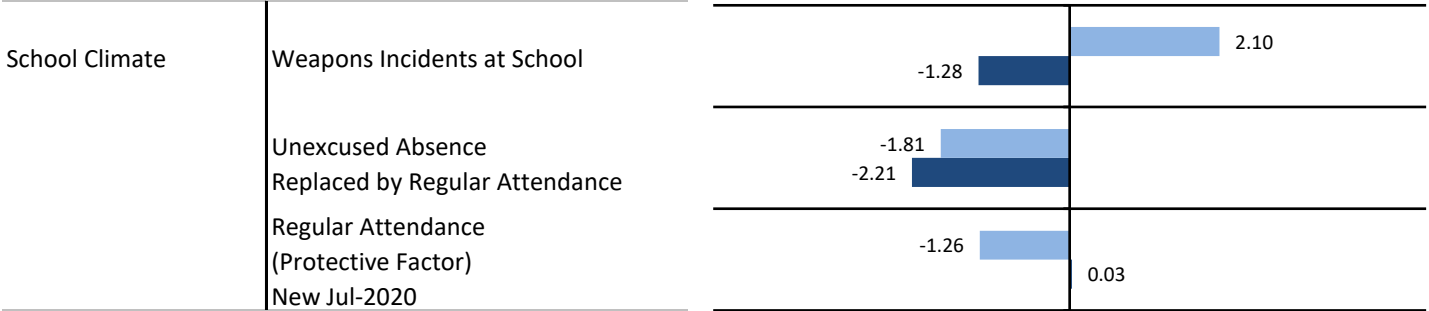 School Climate
Weapons Incidents at School
2.10
-1.28
Unexcused Absence
Replaced by Regular Attendance
-1.81
-2.21
Regular Attendance
(Protective Factor)
New Jul-2020
-1.26
0.03